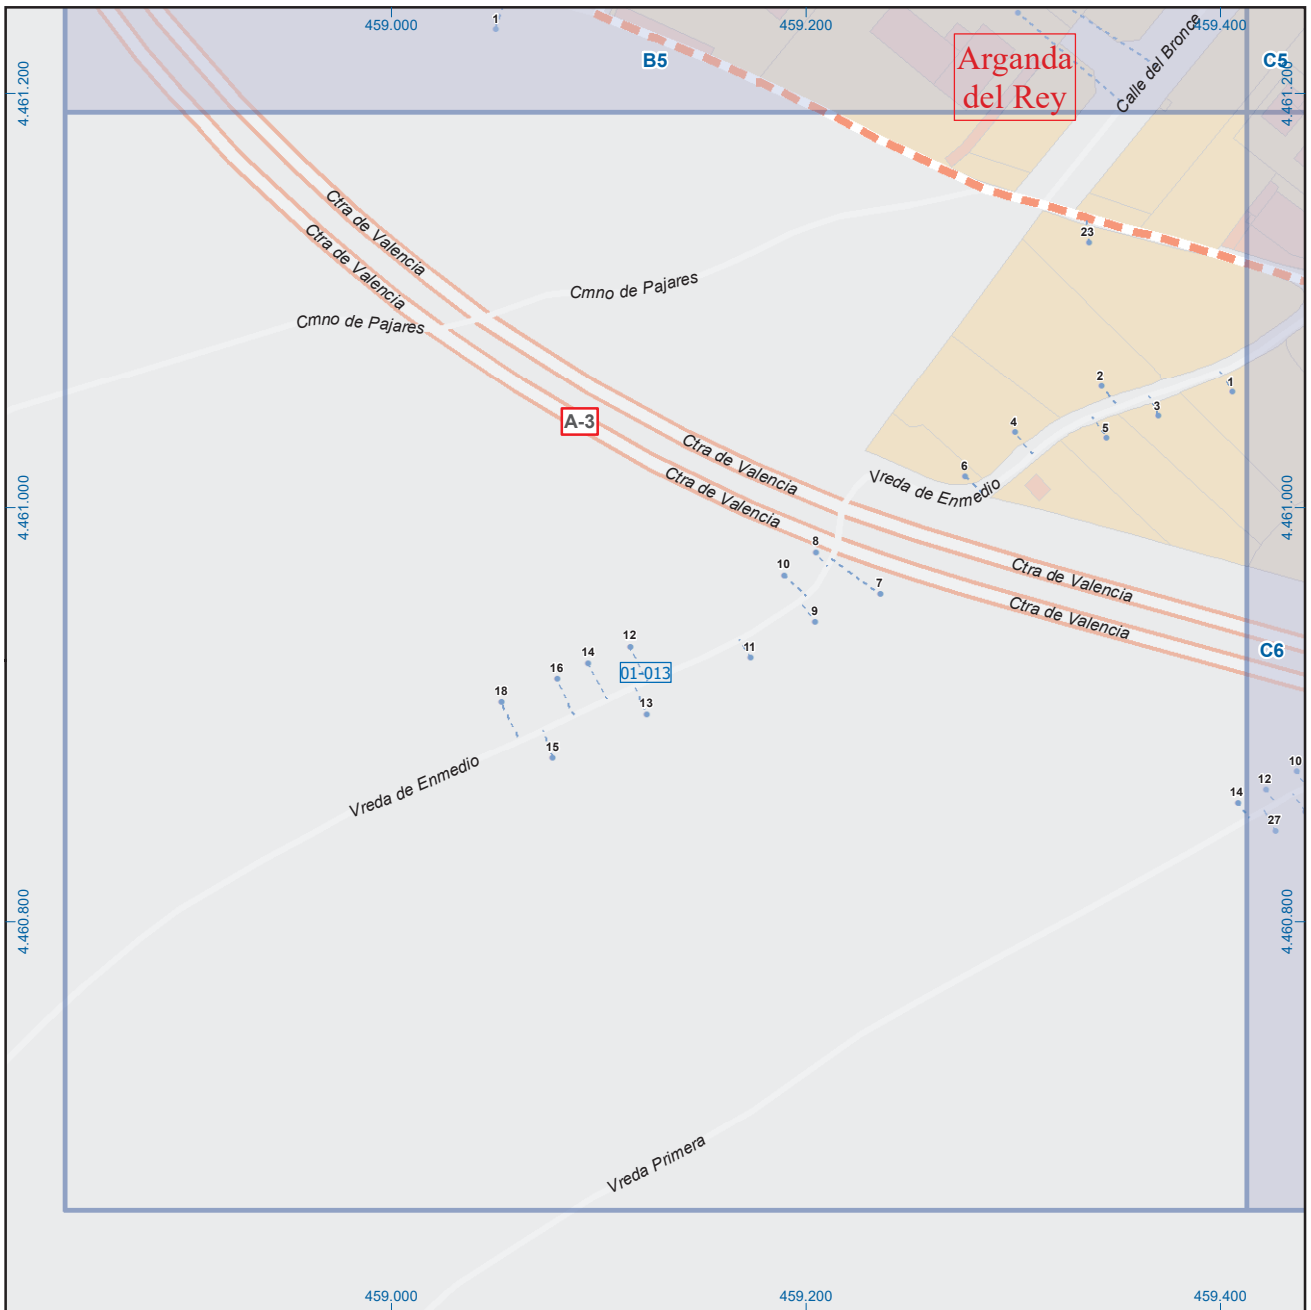 459.000
459.200
459.400
1
B5
C5
Arganda
del Rey
Calle del Bronce
4.461.200
4.461.200
Ctra de Valencia
Ctra de Valencia
23
Cmno de Pajares
Cmno de Pajares
2
1
3
A-3
4
5
Ctra de Valencia
6
Ctra de Valencia
Vreda de Enmedio
4.461.000
4.461.000
8
10
7
Ctra de Valencia
9
Ctra de Valencia
12
11
C6
14
16
01-013
18
13
15
Vreda de Enmedio
10
12
14
27
4.460.800
4.460.800
Vreda Primera
459.000
459.200
459.400